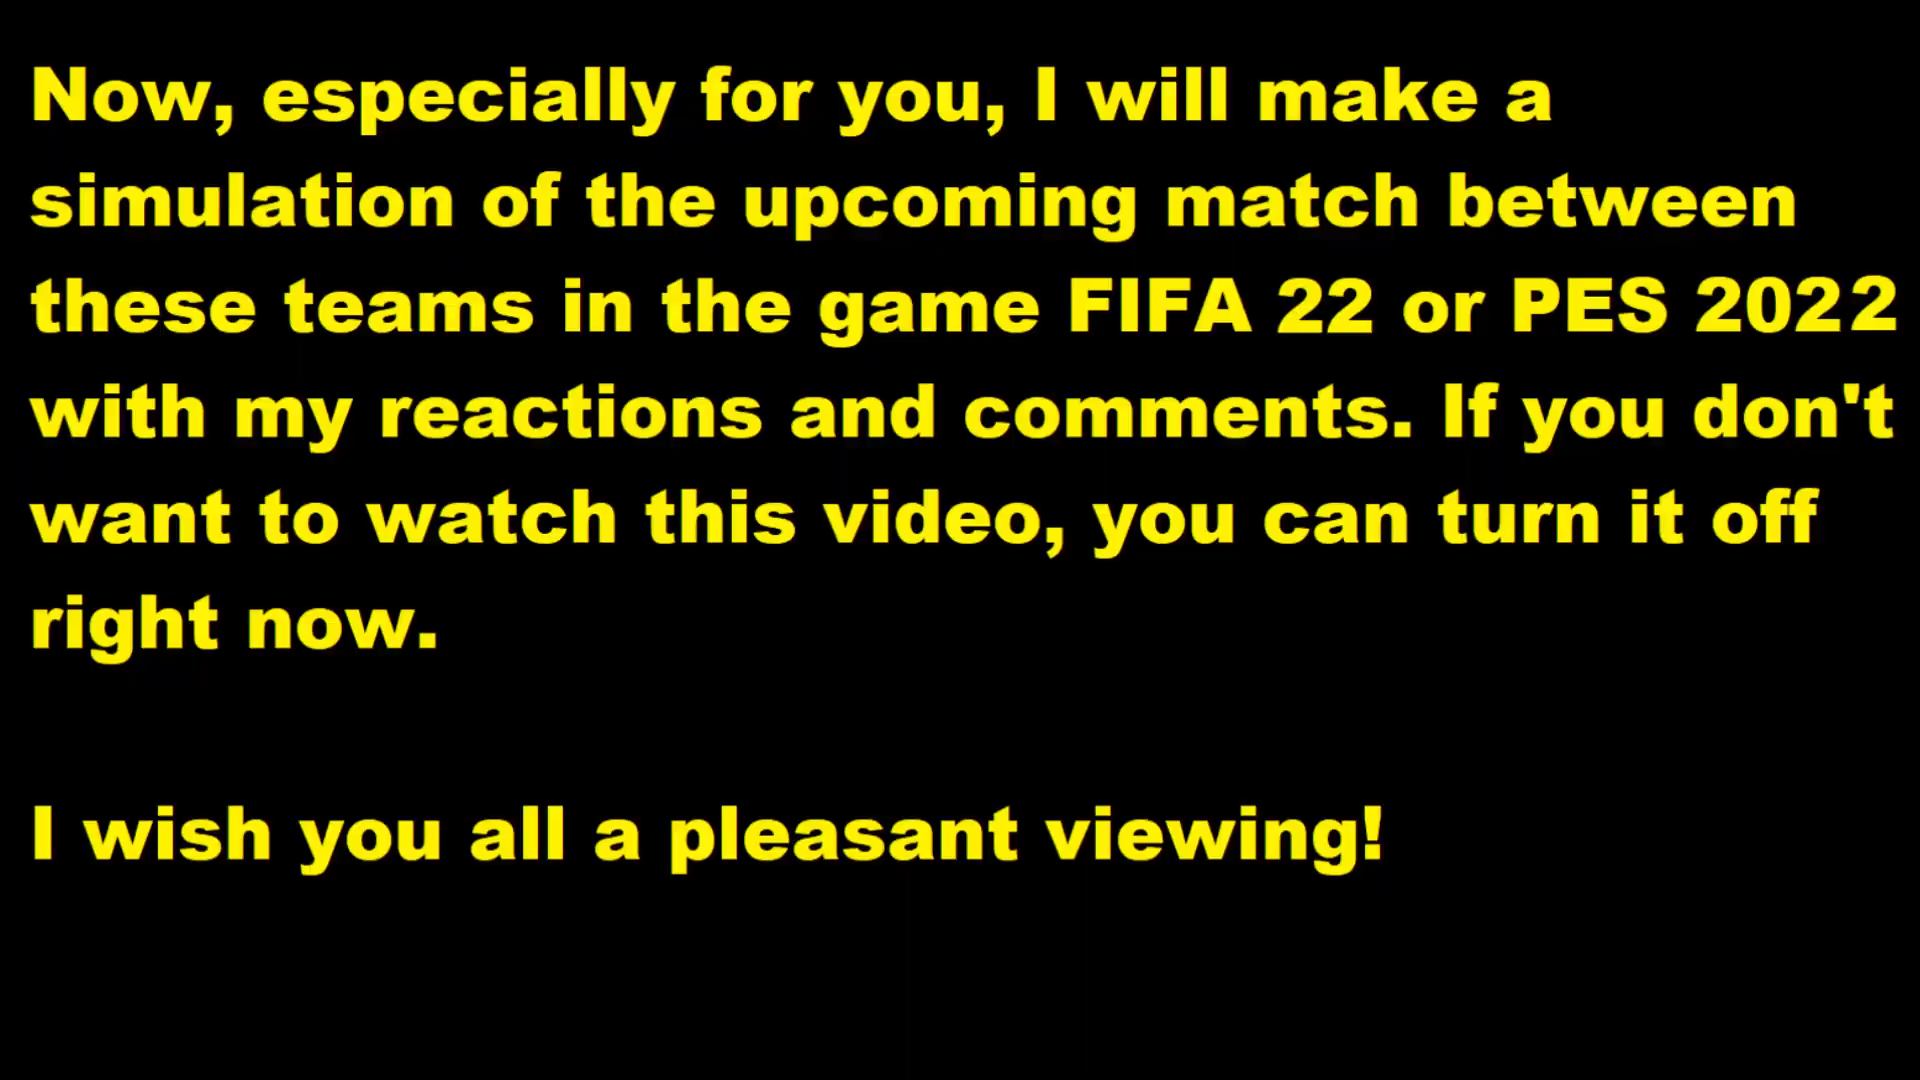 Now, especially for you, I will make a
simulation of the upcoming match between
these teams in the game FIFA 22 or PES 2022
with my reactions and comments. If you don't
want to watch this video, you can turn it off
right now.
I wish you all a pleasant viewing!